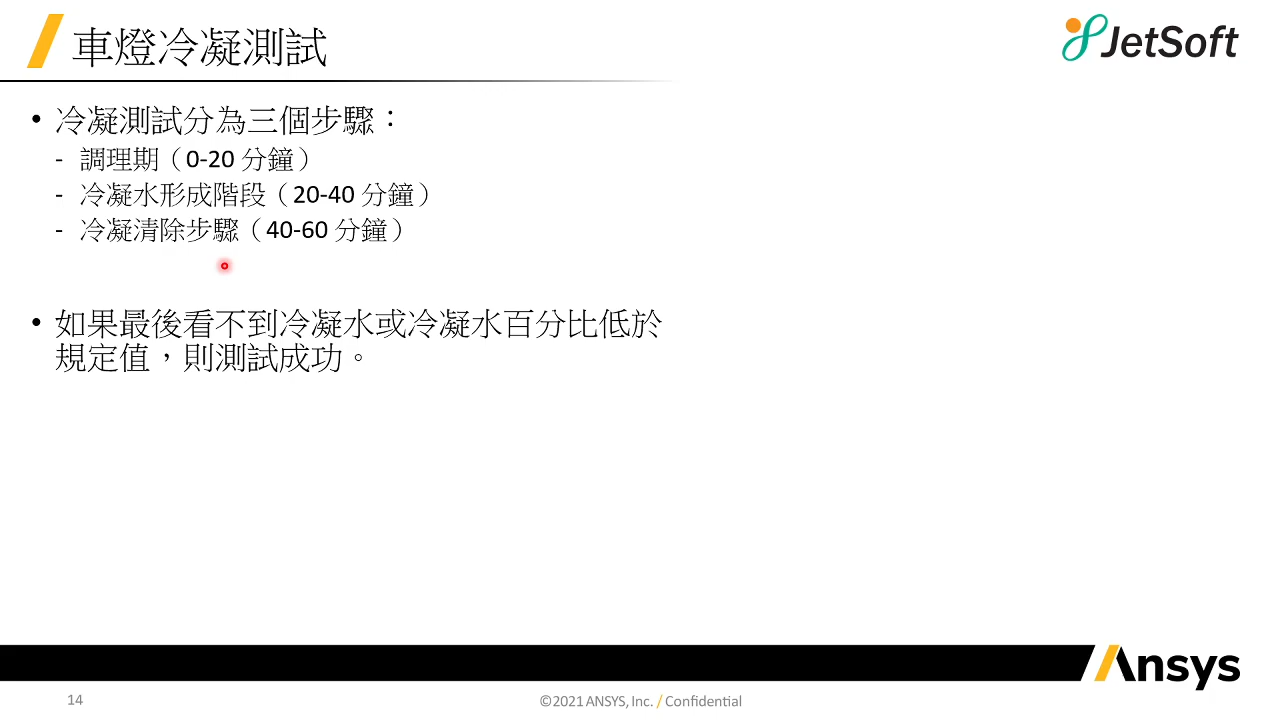 車燈冷凝測試
JetSoft
• 冷凝測試分為三個步驟：
- 調理期（0-20 分鐘）
- 冷凝水形成階段（20-40 分鐘）
- 冷凝清除步驟（40-60 分鐘）
• 如果最後看不到冷凝水或冷凝水百分比低於
規定值，則測試成功。
Ansys
14
©2021 ANSYS, Inc. / Confidential